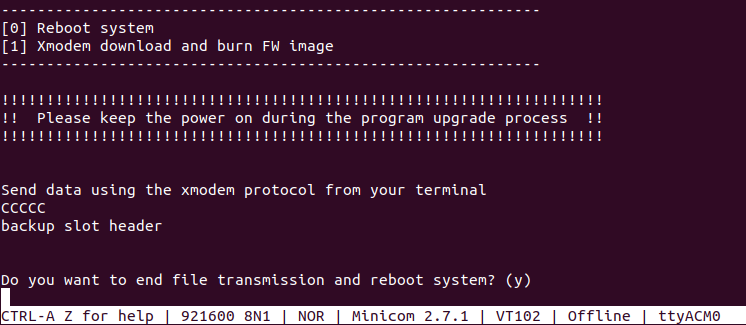 ------------------------------------------------------------
[0] Reboot system
[1] Xmodem download and burn FW image
------------------------------------------------------------
!!!!!!!!!!!!!!!!!!!!!!!!!!!!!!!!!!!!!!!!!!!!!!!!!!!!!!!!!!!!!!!!!!!
!!  Please keep the power on during the program upgrade process  !!
!!!!!!!!!!!!!!!!!!!!!!!!!!!!!!!!!!!!!!!!!!!!!!!!!!!!!!!!!!!!!!!!!!!
Send data using the xmodem protocol from your terminal
CCCCC
backup slot header
Do you want to end file transmission and reboot system? (y)
CTRL-A Z for help | 921600 8N1 | NOR | Minicom 2.7.1 | VT102 | Offline | ttyACM0